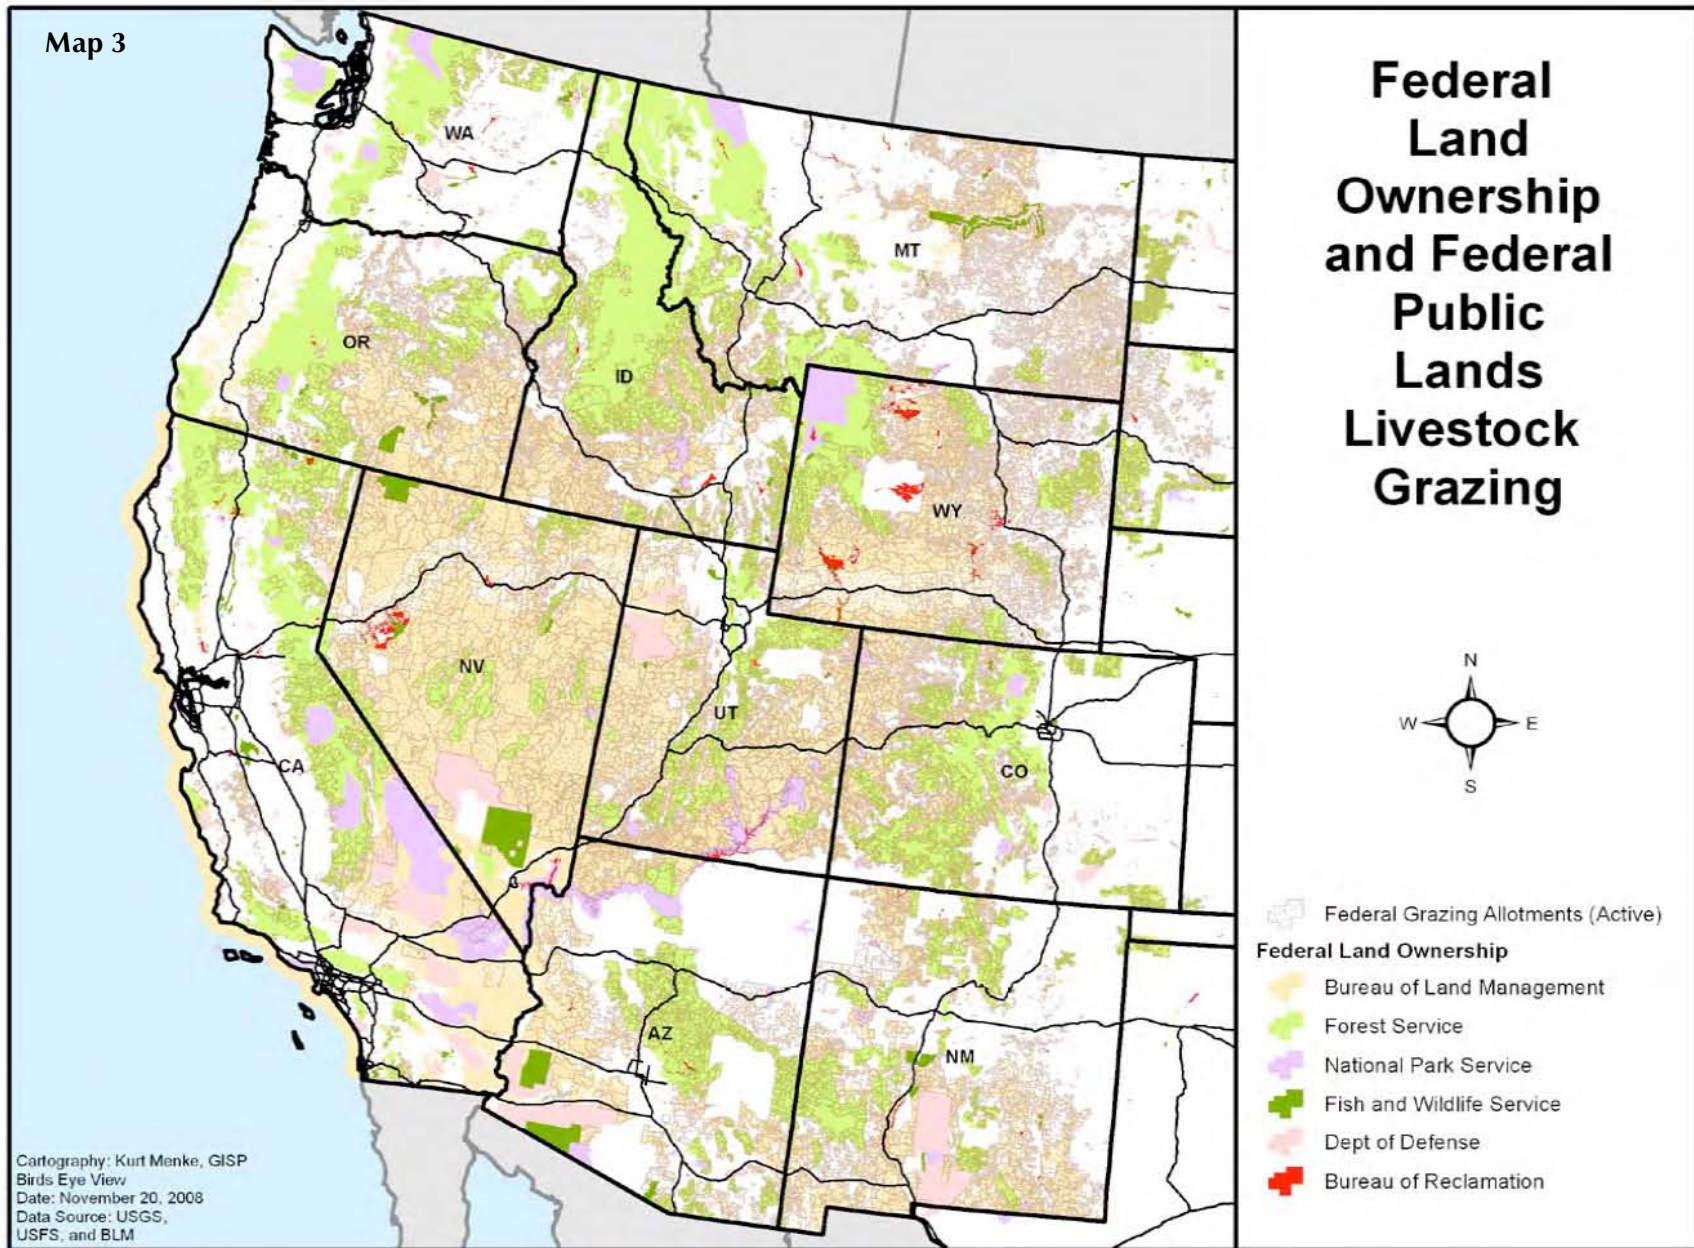 Map 3
Federal
Land
Ownership
and Federal
Public
Lands
Livestock
Grazing
WA
MT
OR
ID
WY
NV
UT
CA
CO
AZ
NM
N
W
E
S
Federal Grazing Allotments (Active)
Federal Land Ownership
Bureau of Land Management
Forest Service
National Park Service
Fish and Wildlife Service
Dept of Defense
Bureau of Reclamation
Cartography: Kurt Menke, GISP
Birds Eye View
Date: November 20, 2008
Data Source: USGS,
USFS, and BLM